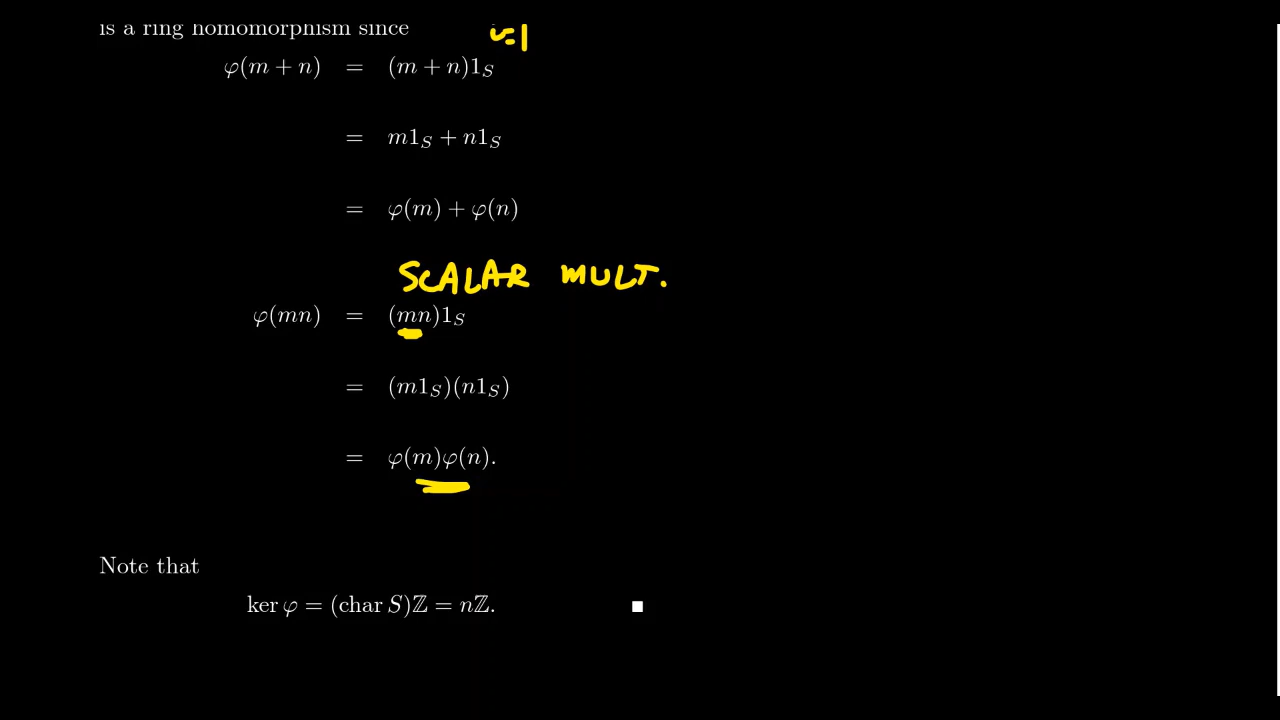 is a ring homomorphism since
φ(m + n) = (m + n)1_S
= m1_S + n1_S
= φ(m) + φ(n)
SCALAR MULT.
φ(mn) = (mn)1_S
= (m1_S)(n1_S)
= φ(m)φ(n).
Note that
ker φ = (char S)ℤ = nℤ. ■